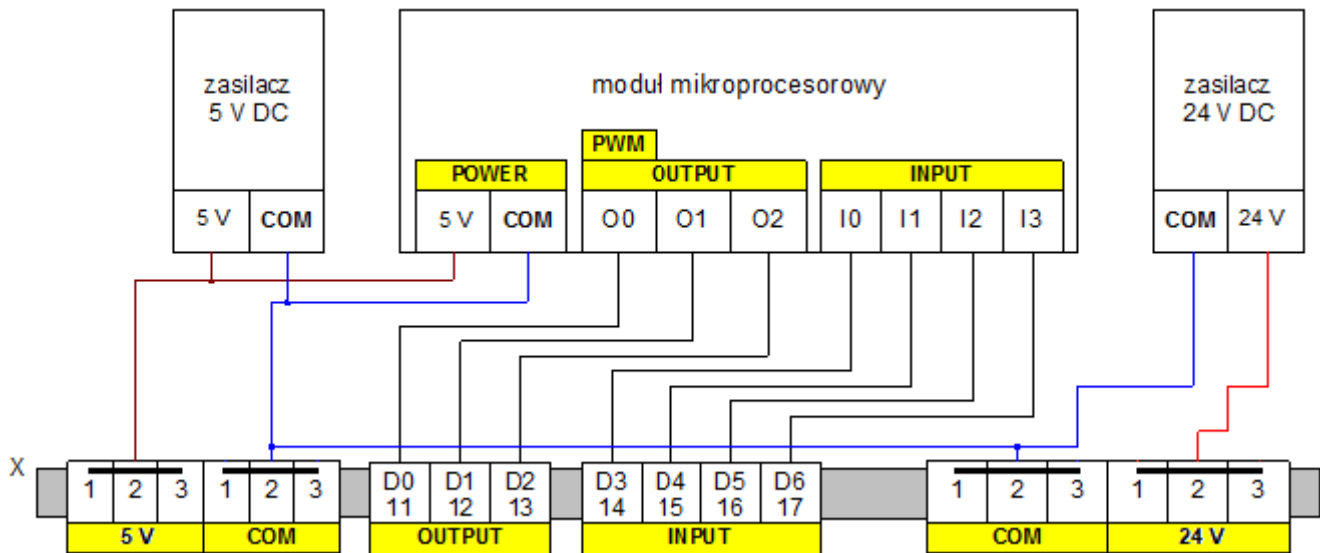 zasilacz
5 V DC
moduł mikroprocesorowy
zasilacz
24 V DC
PWM
POWER
OUTPUT
INPUT
5 V COM
5 V COM
O0 O1 O2
I0 I1 I2 I3
COM 24 V
X
1 2 3
1 2 3
D0 D1 D2
11 12 13
D3 D4 D5 D6
14 15 16 17
1 2 3
1 2 3
5 V
COM
OUTPUT
INPUT
COM
24 V